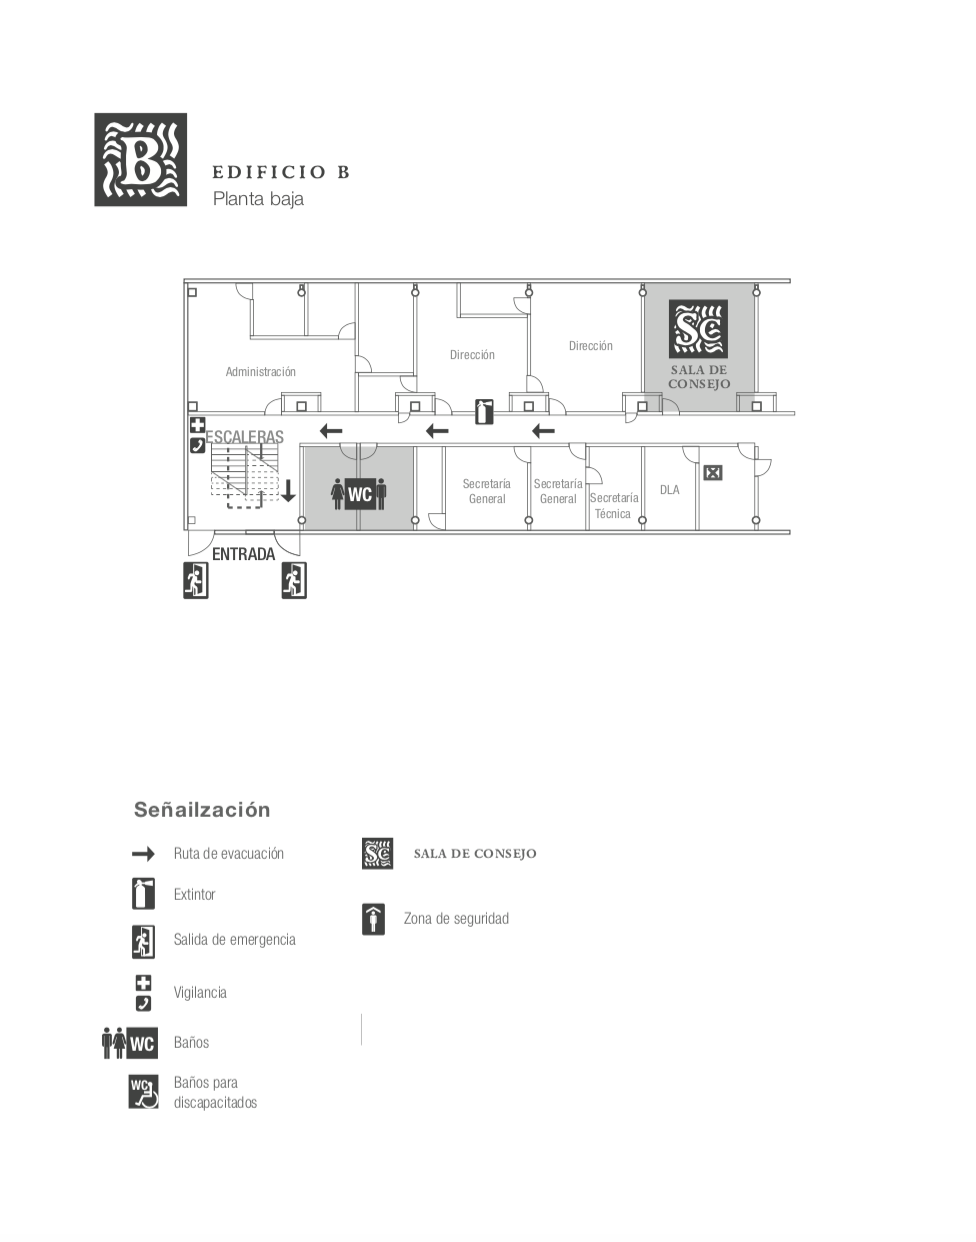 B
EDIFICIO B
Planta baja
Sc
SALA DE
CONSEJO
Dirección
Dirección
Administración
ESCALERAS
WC
Secretaría
General
Secretaría
General
Secretaría
Técnica
DLA
ENTRADA
Señailzación
Ruta de evacuación
Extintor
Salida de emergencia
Vigilancia
WC
Baños
WC
Baños para
discapacitados
Sc
SALA DE CONSEJO
Zona de seguridad